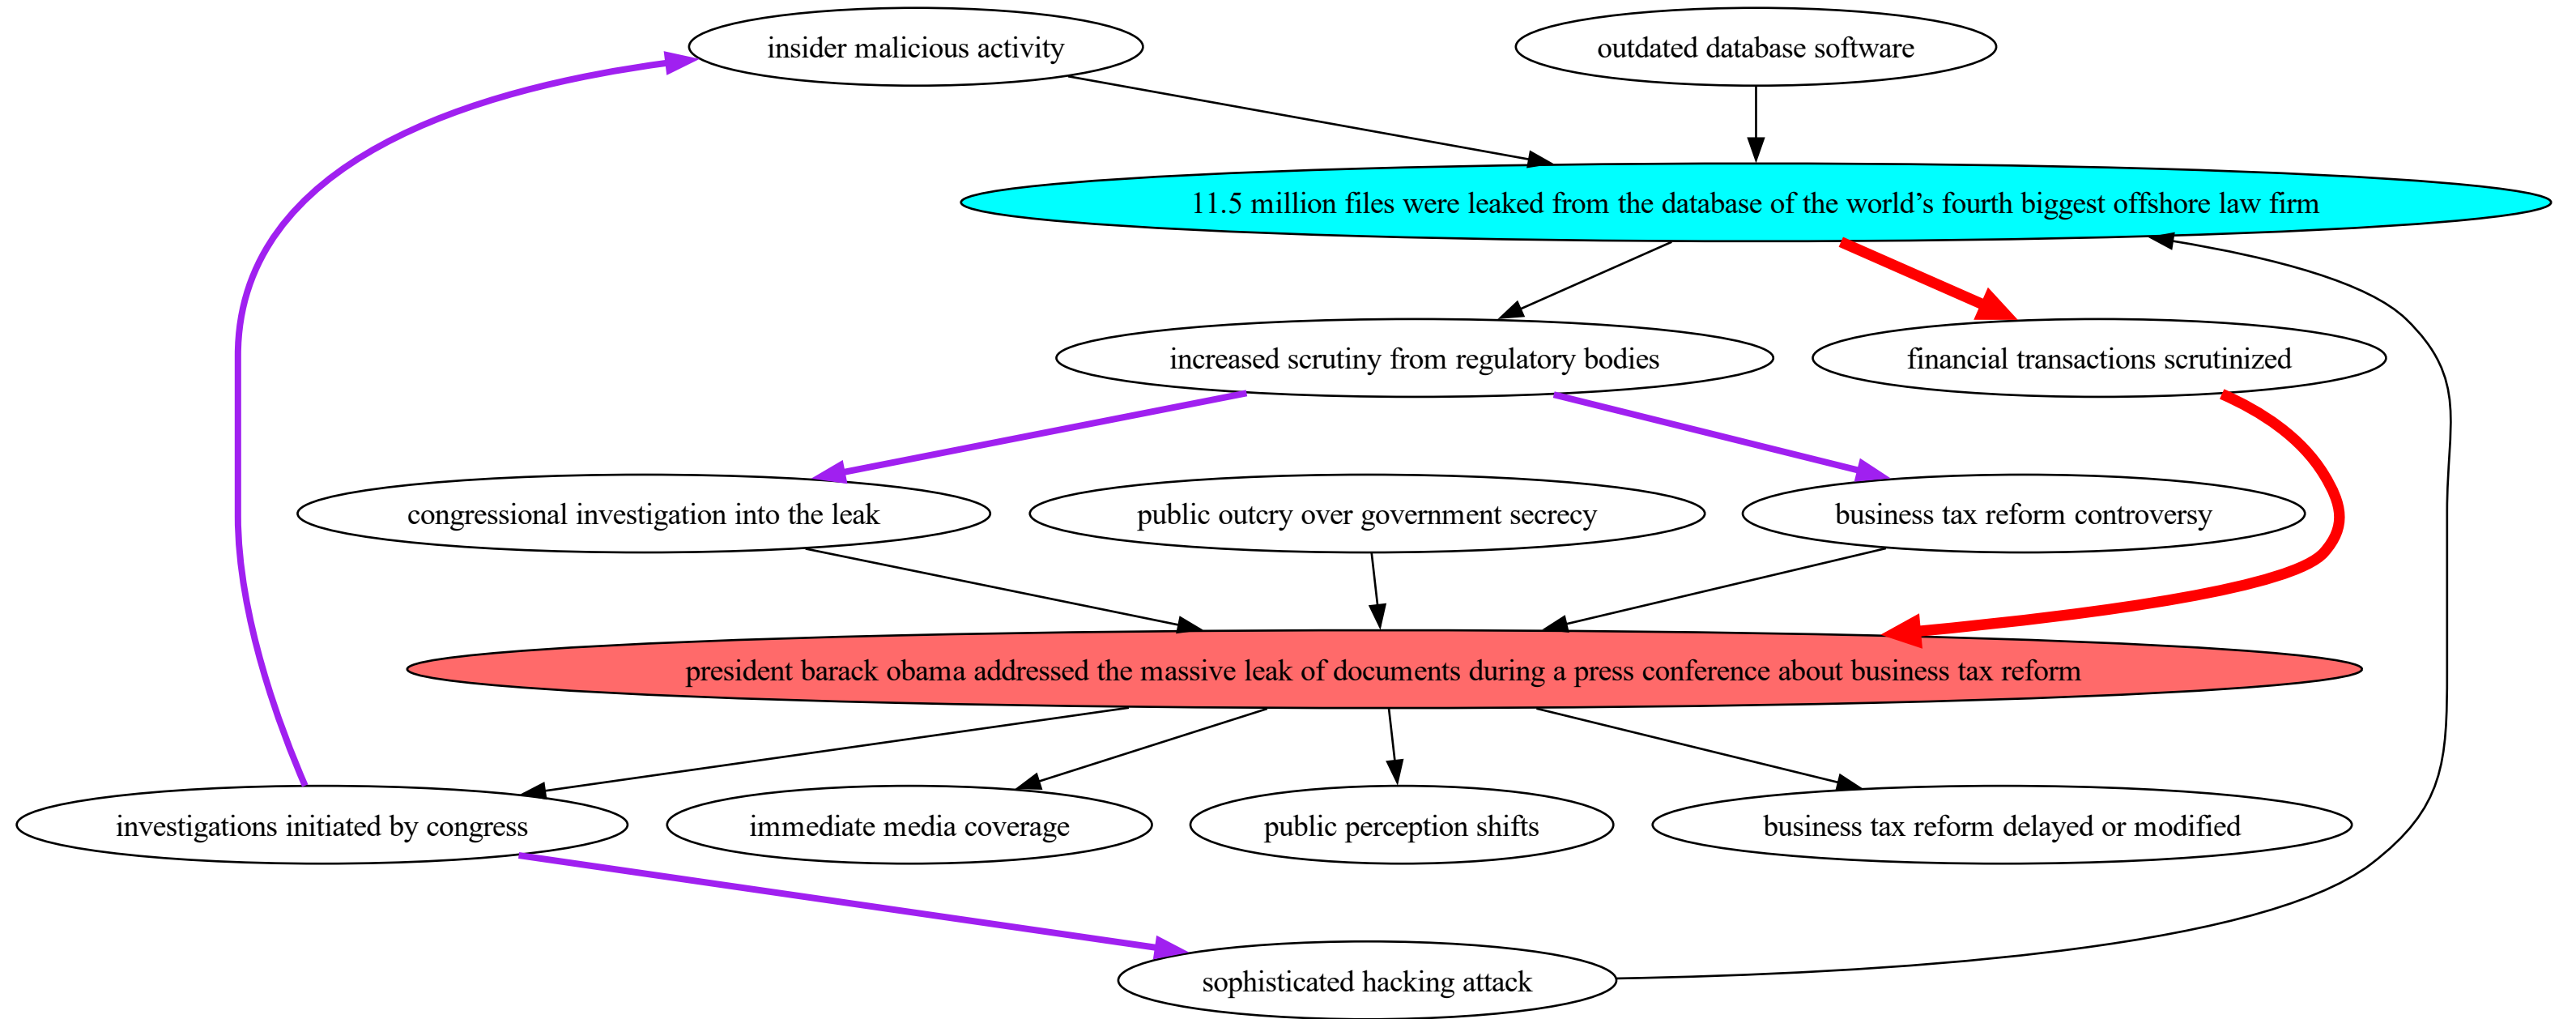 insider malicious activity
outdated database software
11.5 million files were leaked from the database of the world’s fourth biggest offshore law firm
increased scrutiny from regulatory bodies
financial transactions scrutinized
congressional investigation into the leak
public outcry over government secrecy
business tax reform controversy
president barack obama addressed the massive leak of documents during a press conference about business tax reform
investigations initiated by congress
immediate media coverage
public perception shifts
business tax reform delayed or modified
sophisticated hacking attack